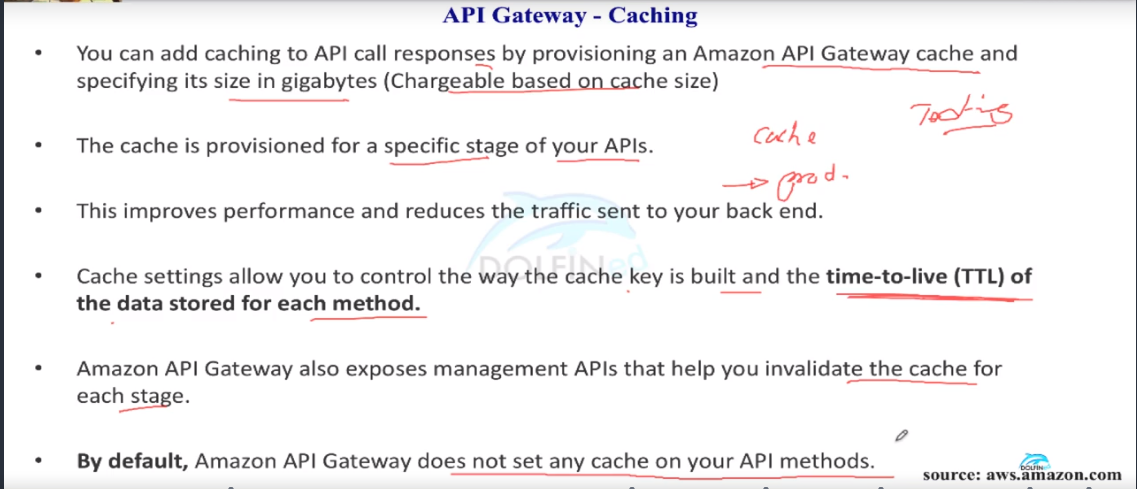 API Gateway - Caching
• You can add caching to API call responses by provisioning an Amazon API Gateway cache and
specifying its size in gigabytes (Chargeable based on cache size)
Testing
• The cache is provisioned for a specific stage of your APIs.
cache
→ prod.
• This improves performance and reduces the traffic sent to your back end.
DOLFINed
• Cache settings allow you to control the way the cache key is built and the time-to-live (TTL) of
the data stored for each method.
• Amazon API Gateway also exposes management APIs that help you invalidate the cache for
each stage.
• By default, Amazon API Gateway does not set any cache on your API methods.
DOLFIN
source: aws.amazon.com